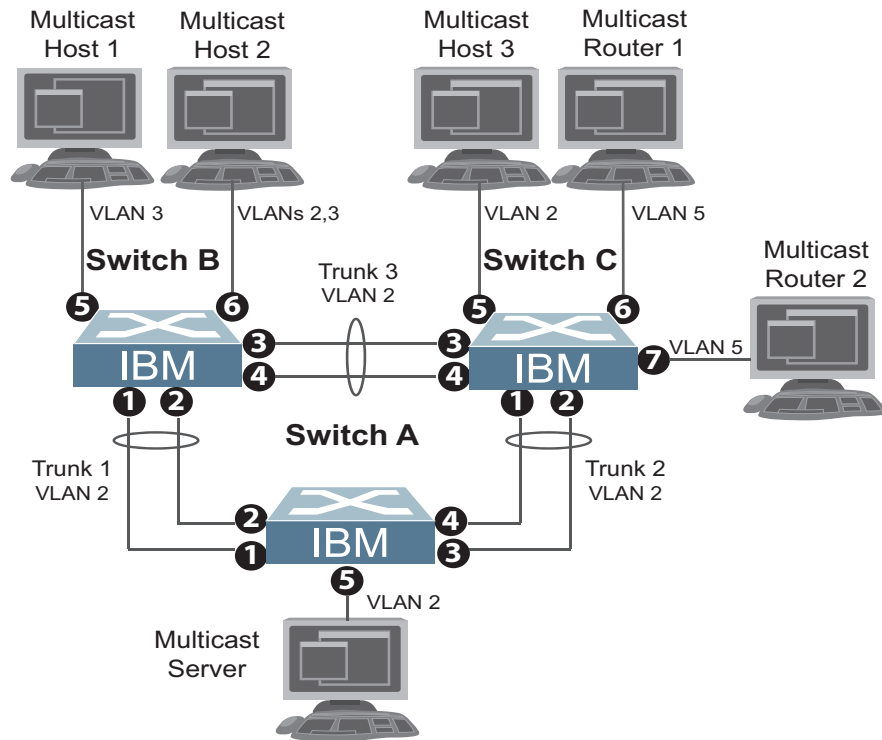 Multicast
Host 1
Multicast
Host 2
Multicast
Host 3
Multicast
Router 1
VLAN 3
VLANs 2,3
VLAN 2
VLAN 5
Switch B
Trunk 3
VLAN 2
Switch C
Multicast
Router 2
5
6
5
6
IBM
3
4
3
4
IBM
7
VLAN 5
1
2
1
2
Switch A
Trunk 1
VLAN 2
Trunk 2
VLAN 2
2
1
IBM
4
3
5
VLAN 2
Multicast
Server